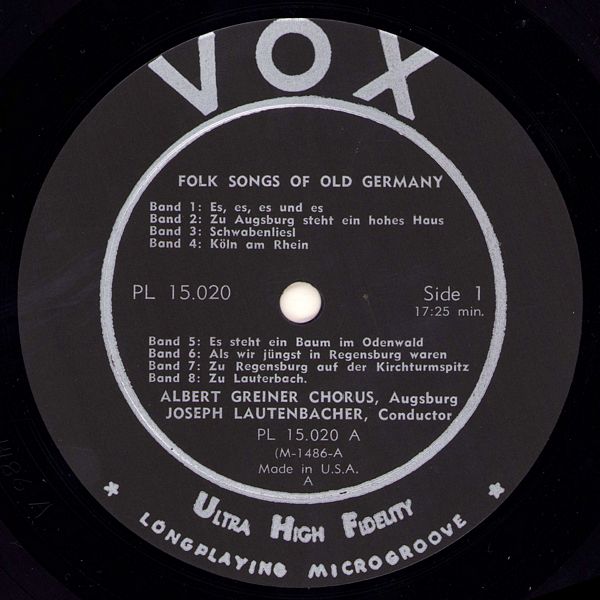 VOX
FOLK SONGS OF OLD GERMANY
Band 1: Es, es, es und es
Band 2: Zu Augsburg steht ein hohes Haus
Band 3: Schwabenliesl
Band 4: Köln am Rhein
PL 15.020
Side 1
17:25 min.
Band 5: Es steht ein Baum im Odenwald
Band 6: Als wir jüngst in Regensburg waren
Band 7: Zu Regensburg auf der Kirchturmspitz
Band 8: Zu Lauterbach.
ALBERT GREINER CHORUS, Augsburg
JOSEPH LAUTENBACHER, Conductor
PL 15.020 A
(M-1486-A
Made in U.S.A.
A
ULTRA HIGH FIDELITY
LONGPLAYING MICROGROOVE